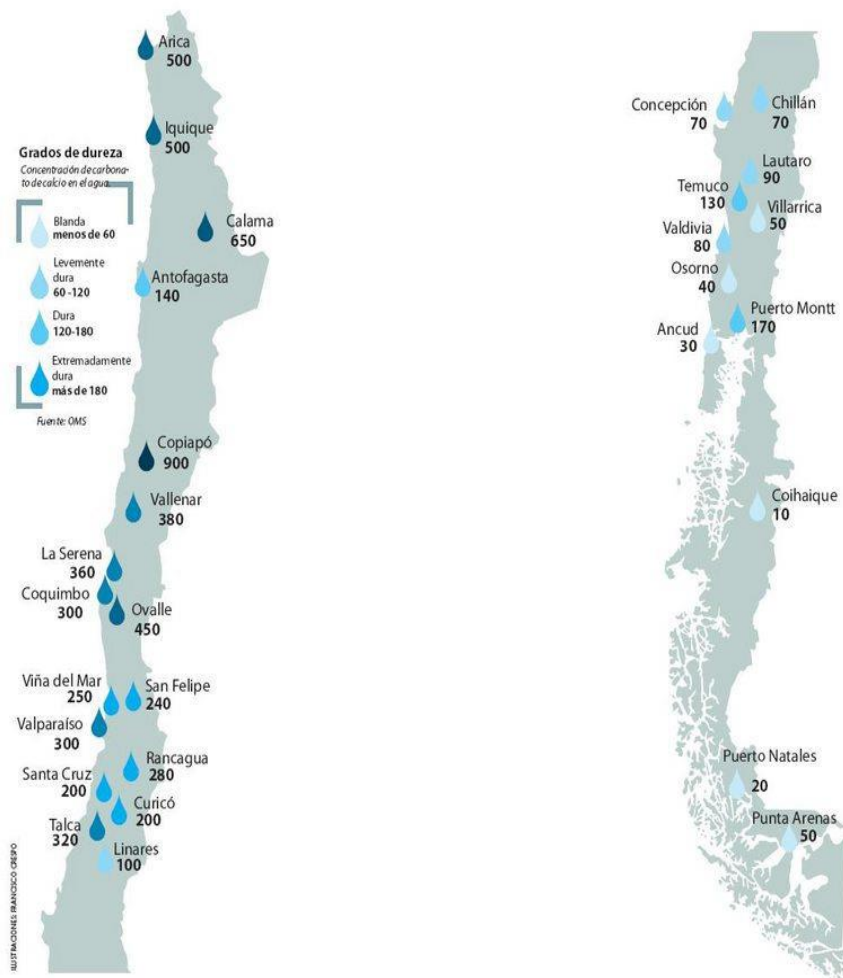 Arica
500
Iquique
500
Grados de dureza
Concentración de carbona-
to de calcio en el agua
Blanda
menos de 60
Levemente
dura
60 -120
Dura
120-180
Extremadamente
dura
más de 180
Fuente: OMS
Calama
650
Antofagasta
140
Copiapó
900
Vallenar
380
La Serena
360
Coquimbo
300
Ovalle
450
Viña del Mar
250
San Felipe
240
Valparaíso
300
Rancagua
280
Santa Cruz
200
Curicó
200
Talca
320
Linares
100
ILUSTRACIONES: FRANCISCO CRESPO
Concepción
70
Chillán
70
Lautaro
90
Temuco
130
Villarrica
50
Valdivia
80
Osorno
40
Puerto Montt
170
Ancud
30
Coihaique
10
Puerto Natales
20
Punta Arenas
50